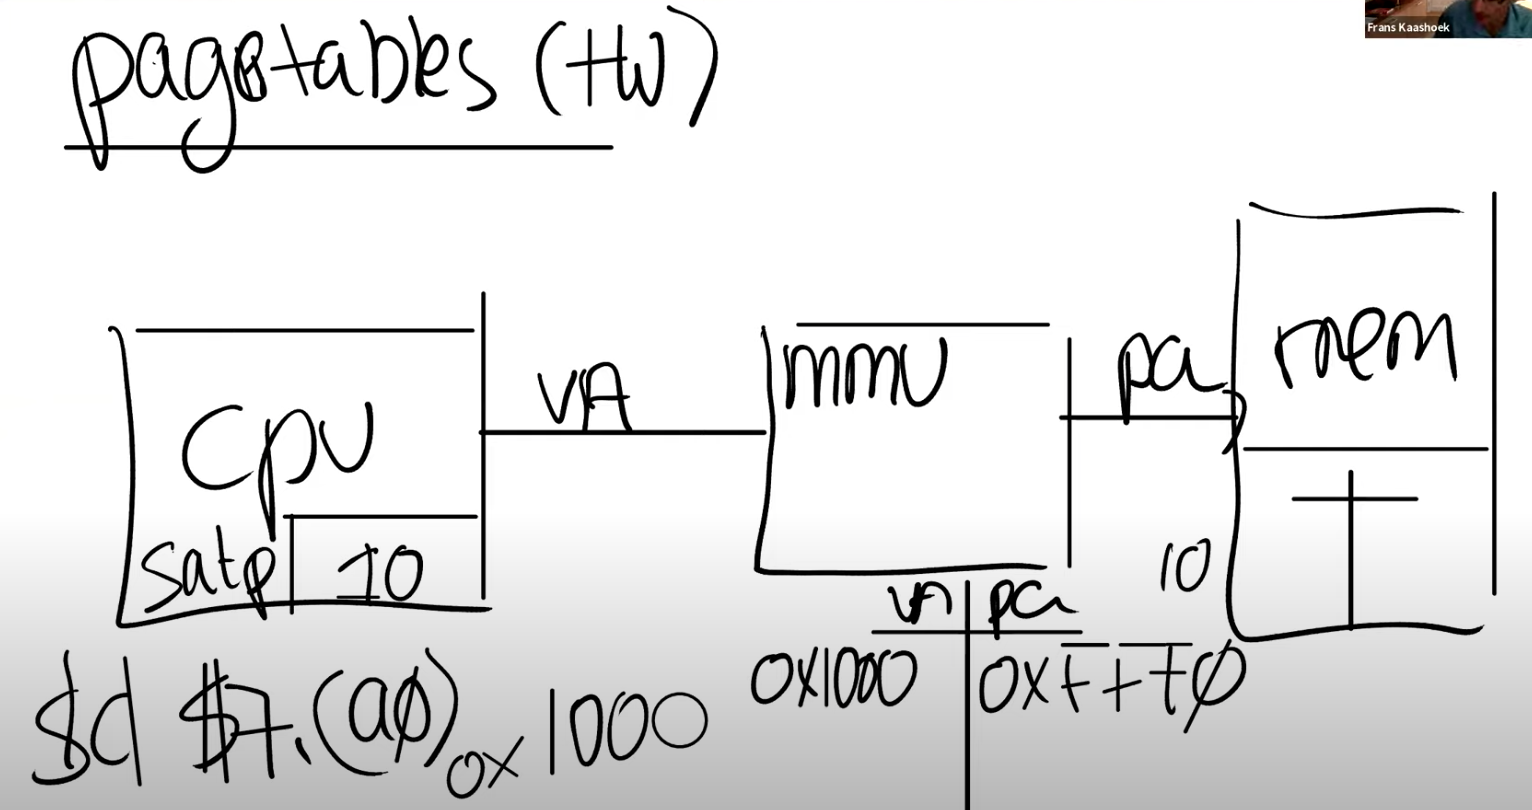 Frans Kaashoek
pagetables (HW)
CPU
satp 10
VA
MMU
pa
mem
10
VA pa
0x1000 0xFFF0
sd $7, (a0) 0x1000